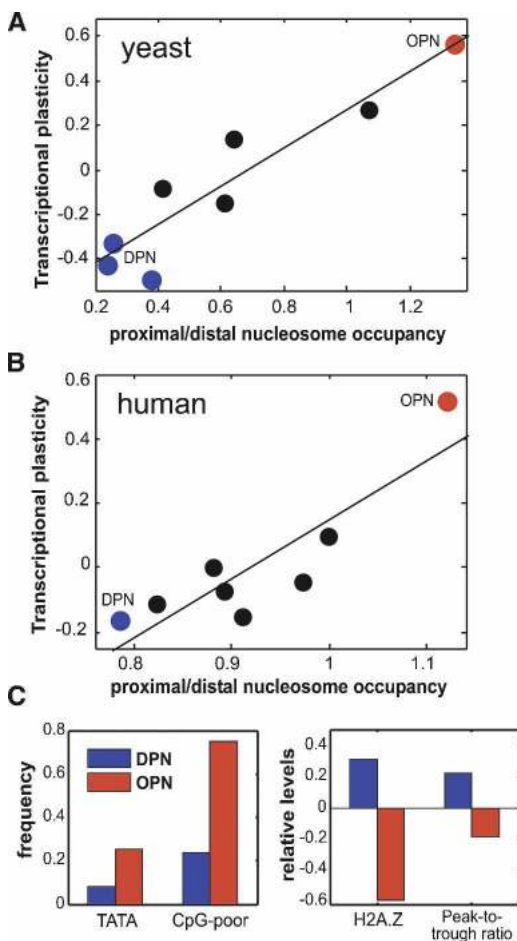 A
yeast
OPN
DPN
Transcriptional plasticity
0.6
0.4
0.2
0
-0.2
-0.4
0.2
0.4
0.6
0.8
1
1.2
proximal/distal nucleosome occupancy
B
human
OPN
DPN
Transcriptional plasticity
0.6
0.4
0.2
0
-0.2
0.8
0.9
1
1.1
proximal/distal nucleosome occupancy
C
frequency
0.8
0.6
0.4
0.2
0
DPN
OPN
TATA
CpG-poor
relative levels
0.4
0.2
0
-0.2
-0.4
-0.6
H2A.Z
Peak-to-
trough ratio